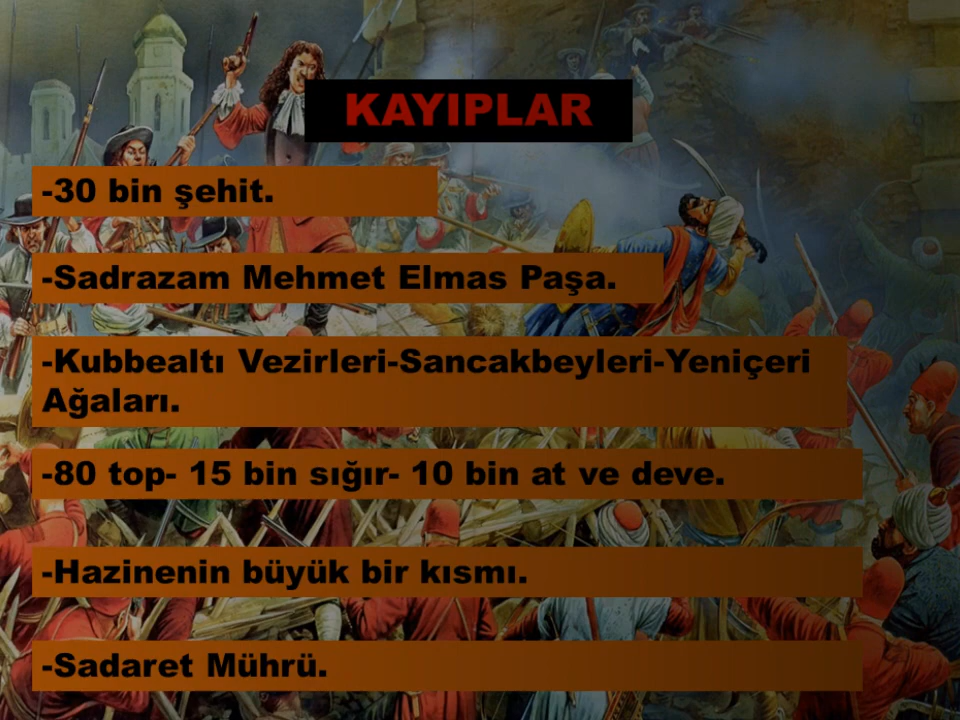 KAYIPLAR
-30 bin şehit.
-Sadrazam Mehmet Elmas Paşa.
-Kubbealtı Vezirleri-Sancakbeyleri-Yeniçeri
Ağaları.
-80 top- 15 bin sığır- 10 bin at ve deve.
-Hazinenin büyük bir kısmı.
-Sadaret Mührü.